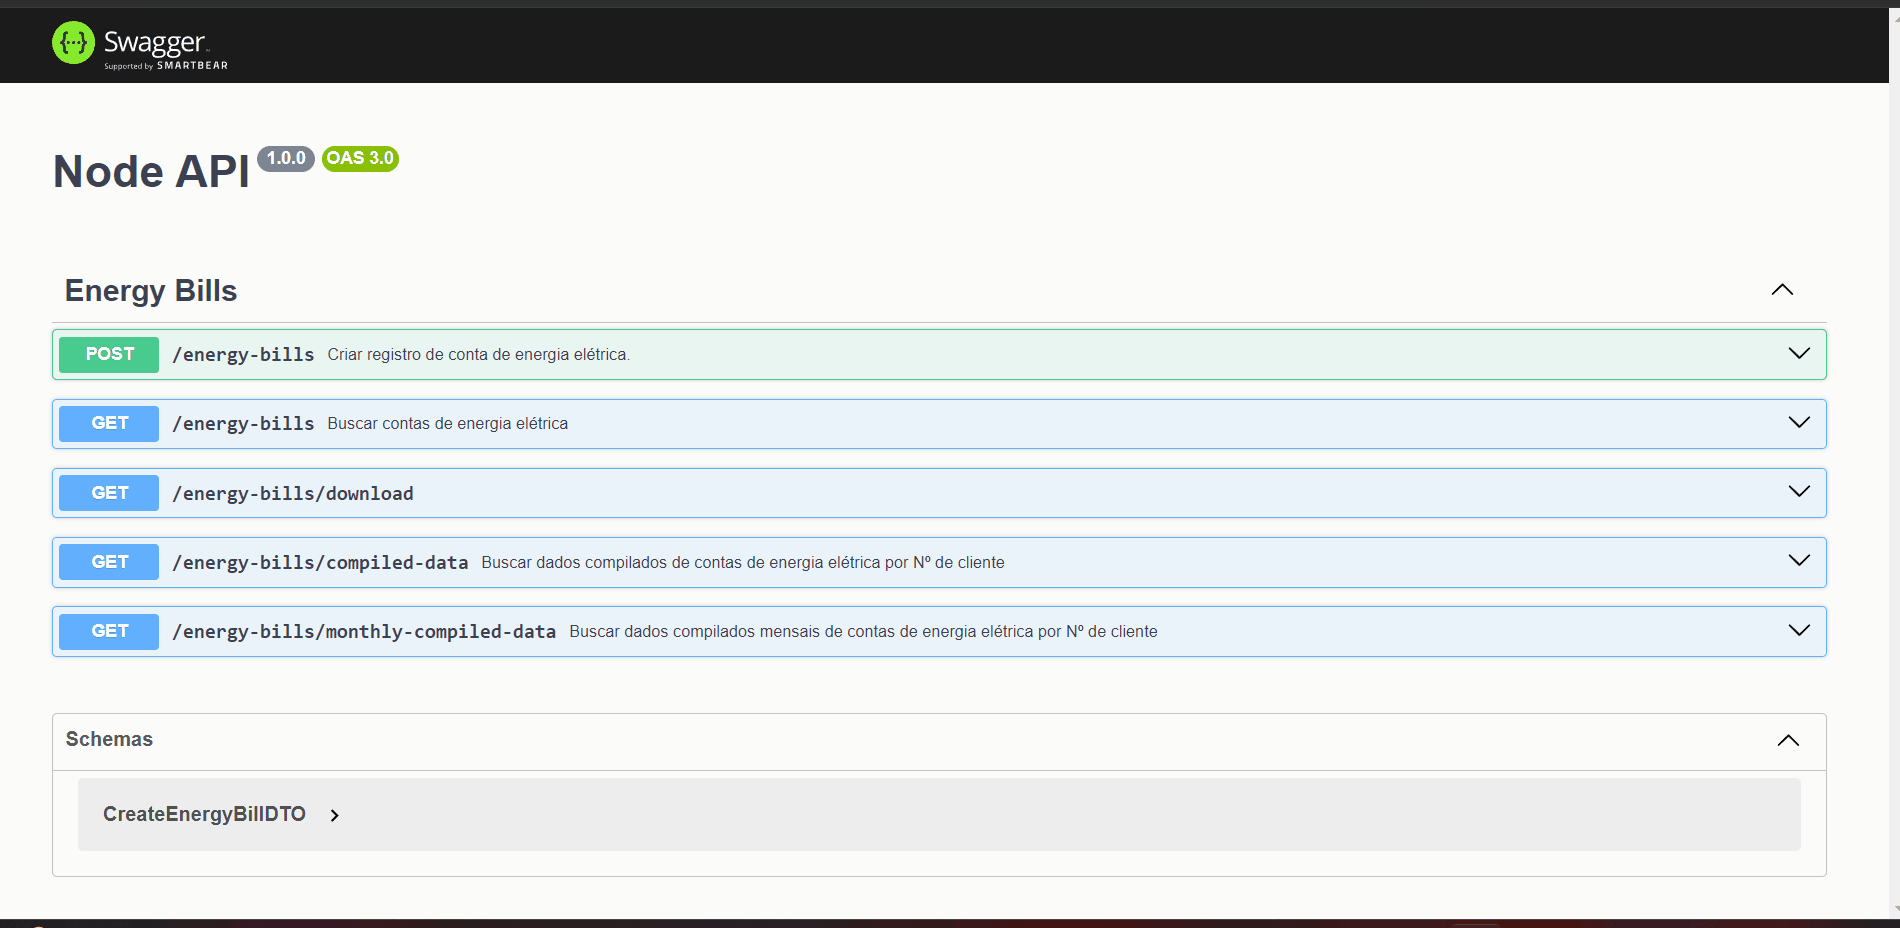 Swagger
Supported by SMARTBEAR
Node API 1.0.0 OAS 3.0
Energy Bills
POST /energy-bills Criar registro de conta de energia elétrica.
GET /energy-bills Buscar contas de energia elétrica
GET /energy-bills/download
GET /energy-bills/compiled-data Buscar dados compilados de contas de energia elétrica por Nº de cliente
GET /energy-bills/monthly-compiled-data Buscar dados compilados mensais de contas de energia elétrica por Nº de cliente
Schemas
CreateEnergyBillDTO